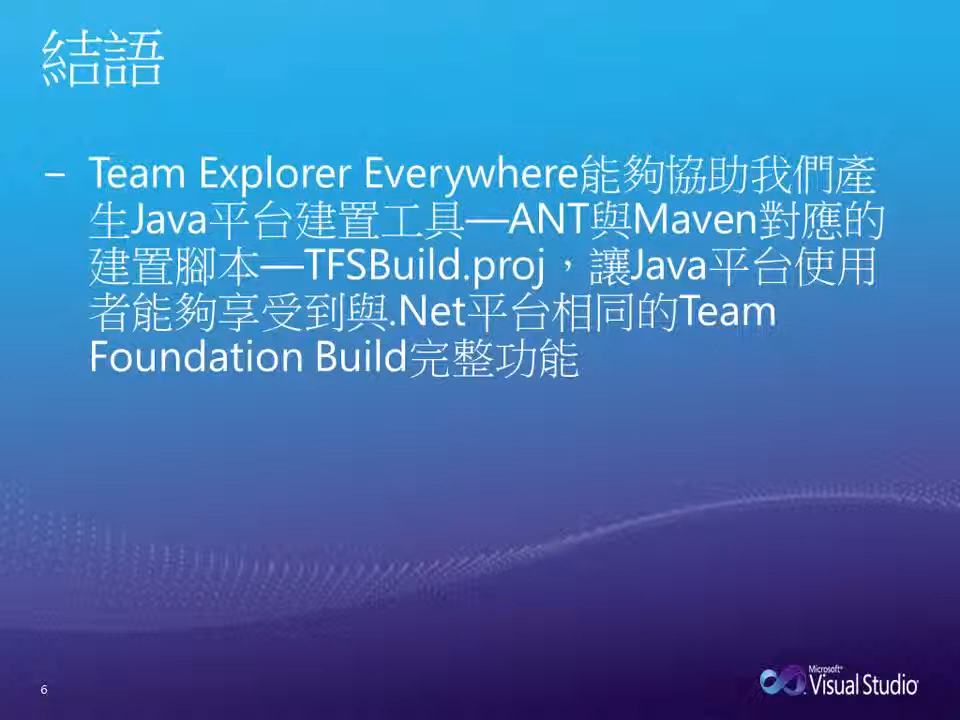 結語
– Team Explorer Everywhere能夠協助我們產
生Java平台建置工具—ANT與Maven對應的
建置腳本—TFSBuild.proj，讓Java平台使用
者能夠享受到與.Net平台相同的Team
Foundation Build完整功能
6
Microsoft®
Visual Studio®